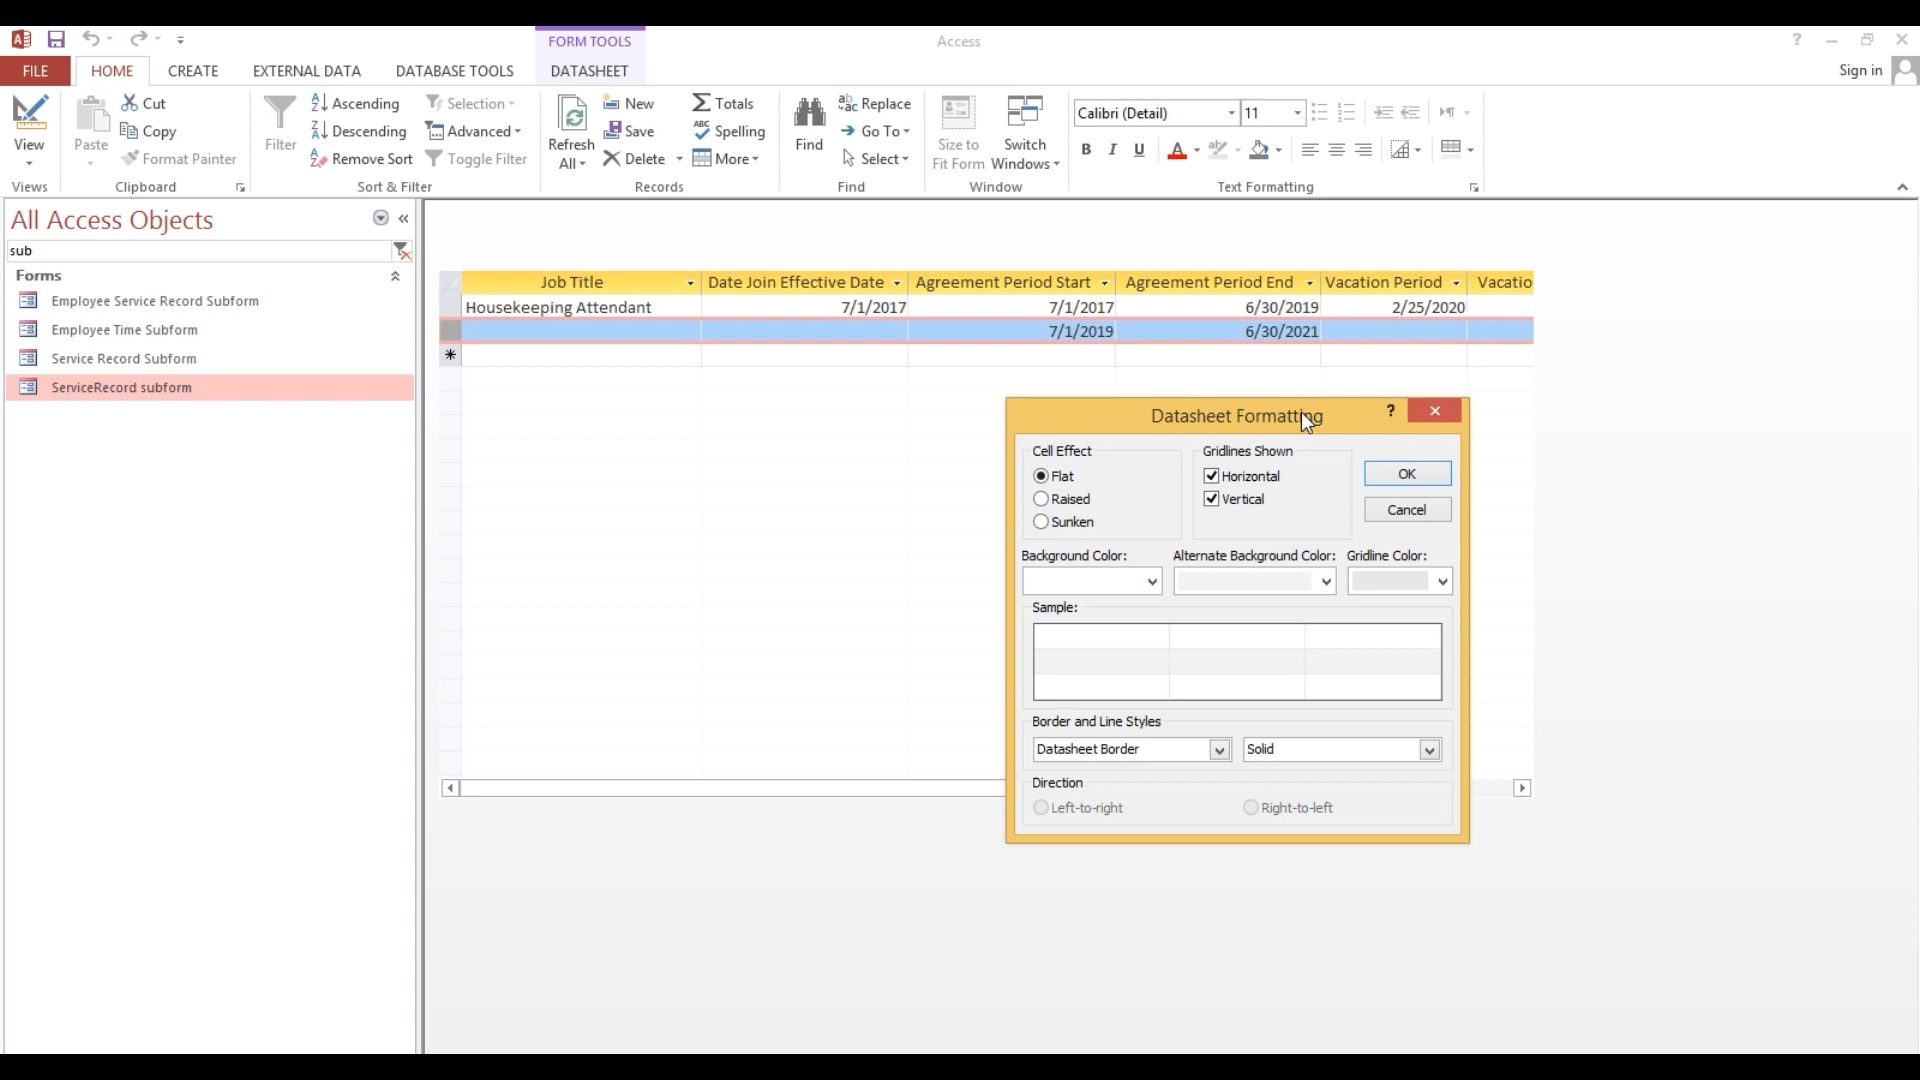 FORM TOOLS
Access
?
FILE HOME CREATE EXTERNAL DATA DATABASE TOOLS DATASHEET Sign in
View
Views
Paste
Cut
Copy
Format Painter
Clipboard
Filter
Ascending
Descending
Remove Sort
Selection
Advanced
Toggle Filter
Sort & Filter
Refresh
All
New
Save
Delete
Totals
Spelling
More
Records
Find
Replace
Go To
Select
Find
Size to
Fit Form
Switch
Windows
Window
Calibri (Detail) 11
B I U A
Text Formatting
All Access Objects
sub
Forms
Employee Service Record Subform
Employee Time Subform
Service Record Subform
ServiceRecord subform
Job Title Date Join Effective Date Agreement Period Start Agreement Period End Vacation Period Vacatio
Housekeeping Attendant 7/1/2017 7/1/2017 6/30/2019 2/25/2020
7/1/2019 6/30/2021
Datasheet Formatting ?
Cell Effect
Flat
Raised
Sunken
Gridlines Shown
Horizontal
Vertical
OK
Cancel
Background Color: Alternate Background Color: Gridline Color:
Sample:
Border and Line Styles
Datasheet Border Solid
Direction
Left-to-right Right-to-left